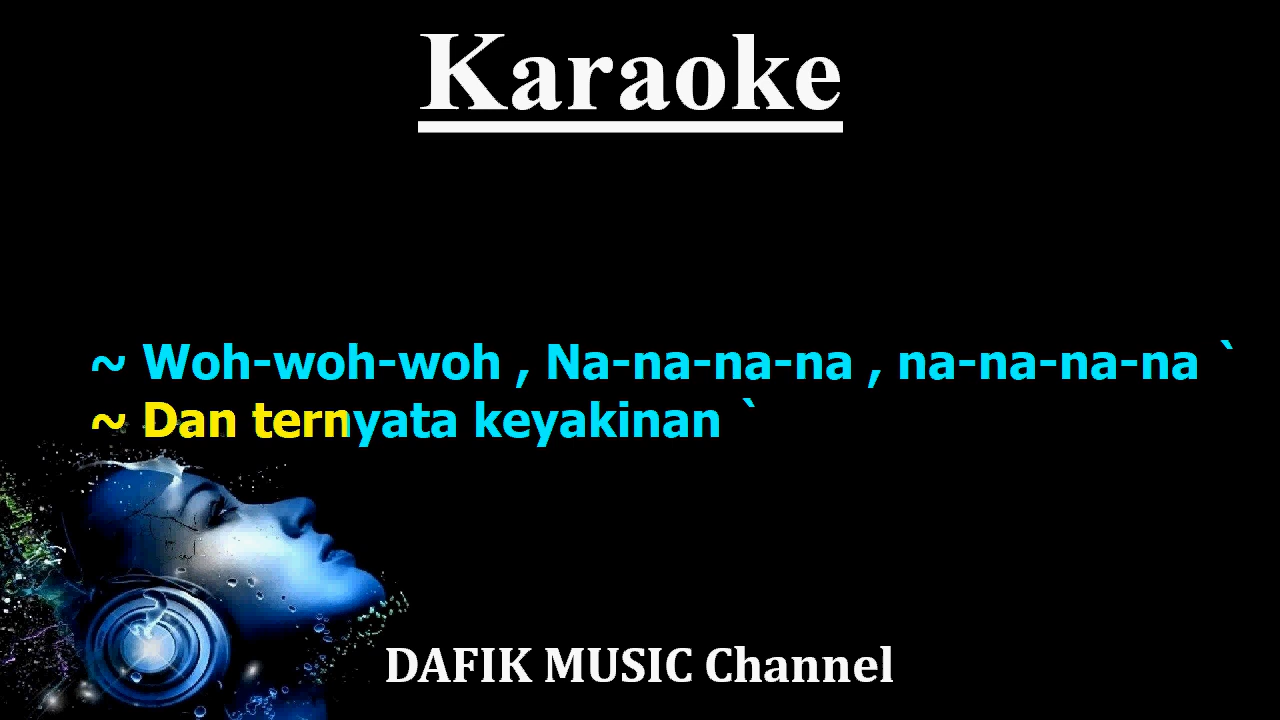 Karaoke
~ Woh-woh-woh , Na-na-na-na , na-na-na-na `
~ Dan ternyata keyakinan `
DAFIK MUSIC Channel